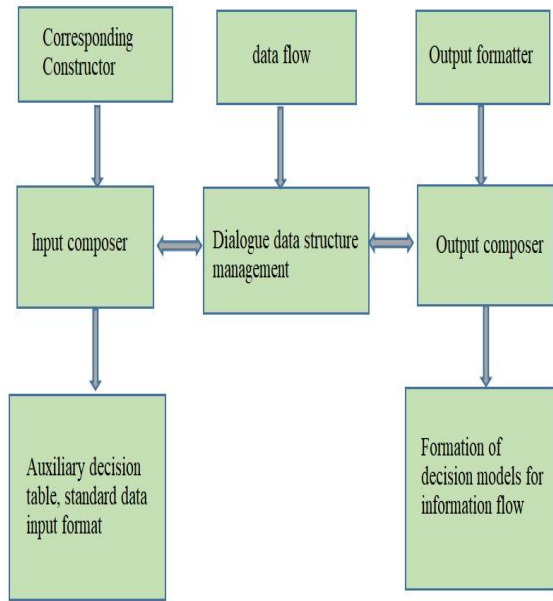 Corresponding
Constructor
data flow
Output formatter
Input composer
Dialogue data structure
management
Output composer
Auxiliary decision
table, standard data
input format
Formation of
decision models for
information flow